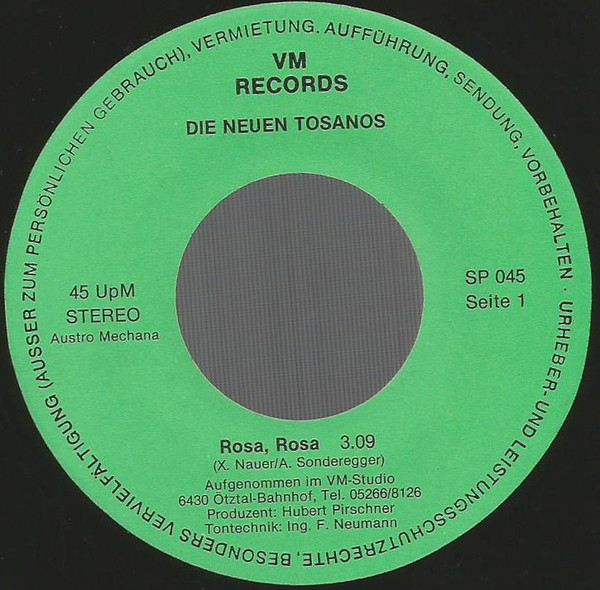 VM
RECORDS
DIE NEUEN TOSANOS
45 UpM
STEREO
Austro Mechana
SP 045
Seite 1
Rosa, Rosa 3.09
(X. Nauer/A. Sonderegger)
Aufgenommen im VM-Studio
6430 Ötztal-Bahnhof, Tel. 05266/8126
Produzent: Hubert Pirschner
Tontechnik: Ing. F. Neumann
URHEBER-UND LEISTUNGSSCHUTZRECHTE, BESONDERS VERVIELFÄLTIGUNG (AUSSER ZUM PERSÖNLICHEN GEBRAUCH), VERMIETUNG. AUFFÜHRUNG, SENDUNG, VORBEHALTEN ·